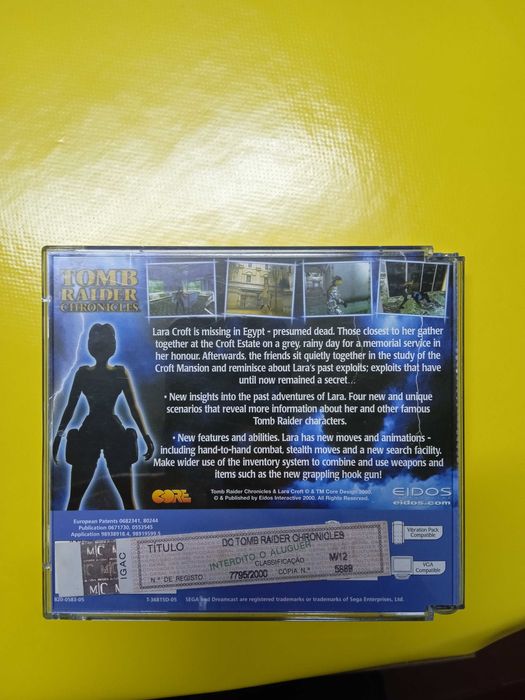 TOMB
RAIDER
CHRONICLES
Lara Croft is missing in Egypt - presumed dead. Those closest to her gather
together at the Croft Estate on a grey, rainy day for a memorial service in
her honour. Afterwards, the friends sit quietly together in the study of the
Croft Mansion and reminisce about Lara's past exploits; exploits that have
until now remained a secret...
• New insights into the past adventures of Lara. Four new and unique
scenarios that reveal more information about her and other famous
Tomb Raider characters.
• New features and abilities. Lara has new moves and animations -
including hand-to-hand combat, stealth moves and a new search facility.
Make wider use of the inventory system to combine and use weapons and
items such as the new grappling hook gun!
CORE
Tomb Raider Chronicles & Lara Croft © & TM Core Design 2000.
© & Published by Eidos Interactive 2000. All Rights Reserved.
EIDOS
eidos.com
European Patents 0682341, 80244
Publication 0671730, 0553545
Application 98938918.4, 98919599.5
Vibration Pack
Compatible
VGA
Compatible
IGAC
TÍTULO
DC TOMB RAIDER CHRONICLES
INTERDITO O ALUGUER
CLASSIFICAÇÃO
M/12
N.º DE REGISTO
7795/2000
CÓPIA N.º
5889
820-0583-05
T-36815D-05
SEGA and Dreamcast are registered trademarks or trademarks of Sega Enterprises, Ltd.